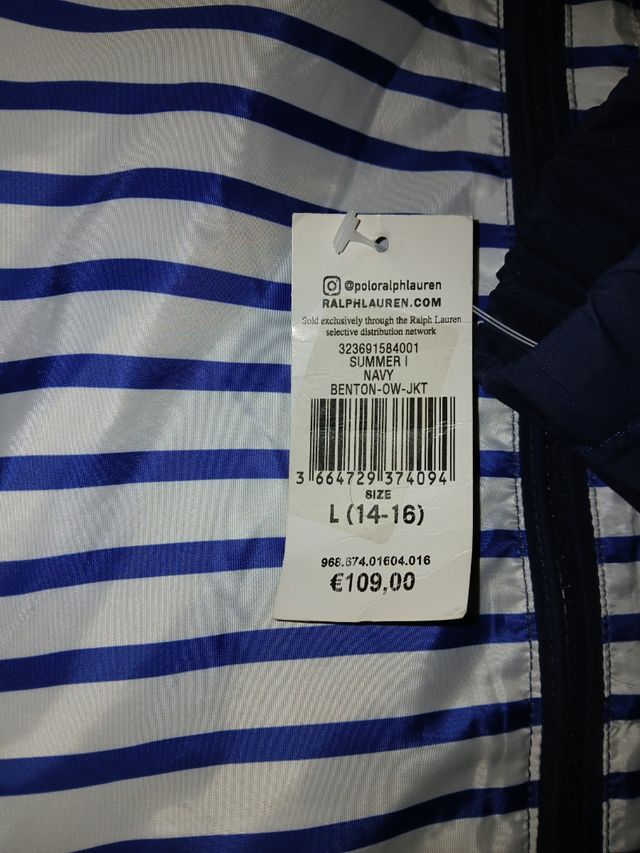 @poloralphlauren
RALPHLAUREN.COM
Sold exclusively through the Ralph Lauren
selective distribution network
323691584001
SUMMER I
NAVY
BENTON-OW-JKT
3 664729 374094
SIZE
L (14-16)
968.674.01604.016
€109,00